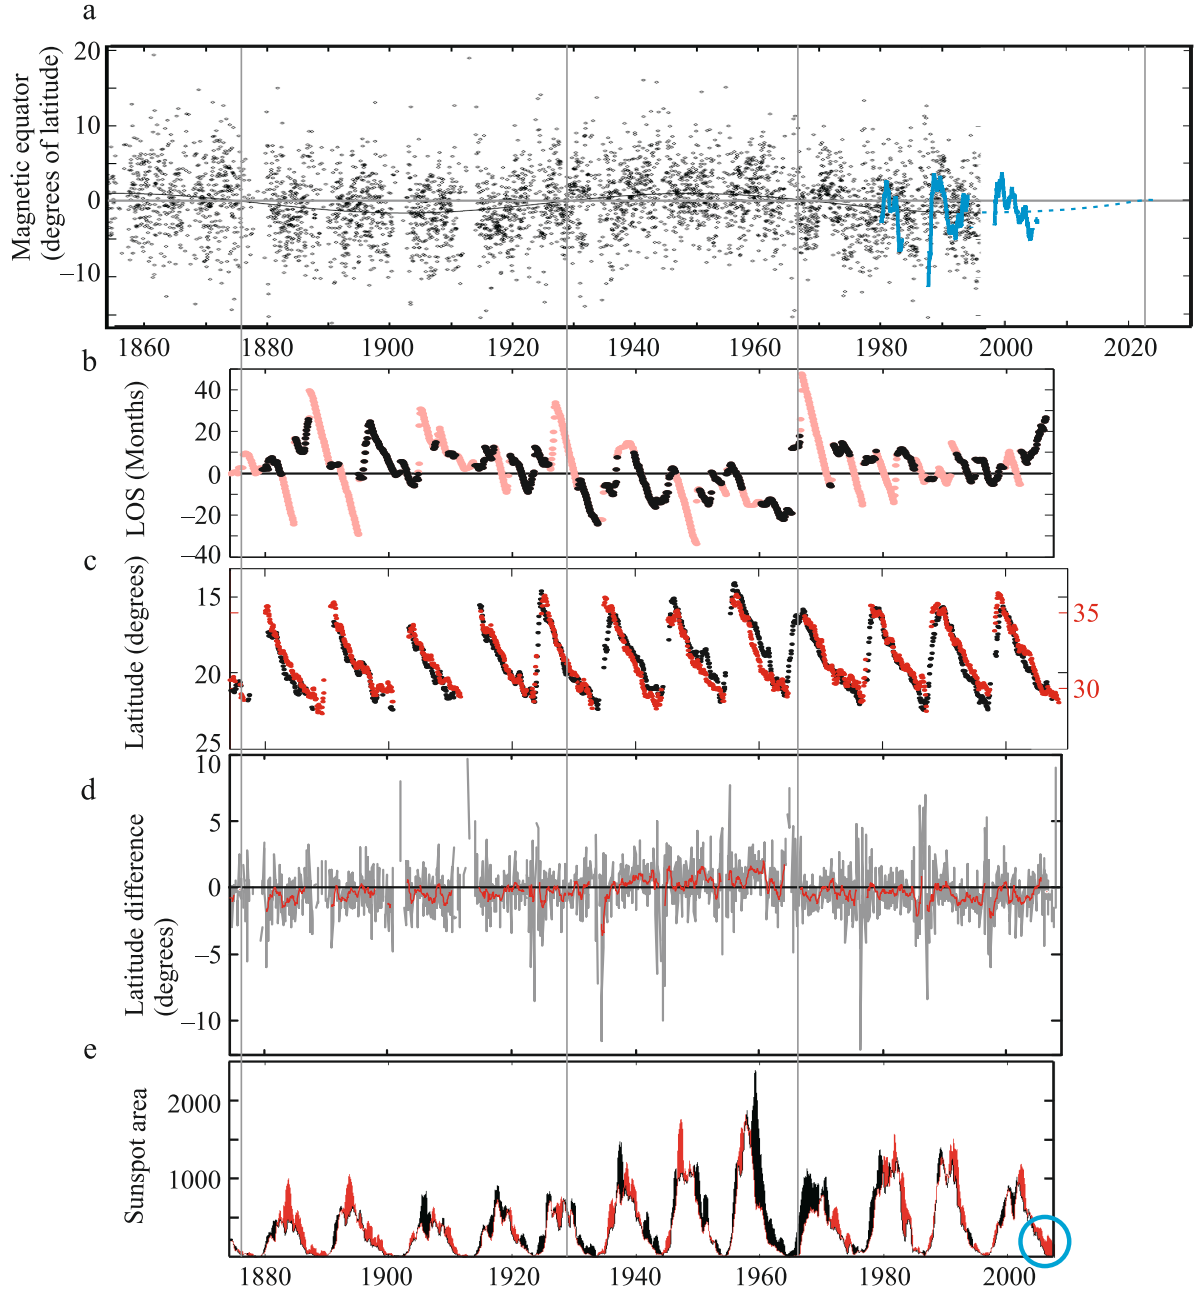 a
Magnetic equator
(degrees of latitude)
20
10
0
–10
1860 1880 1900 1920 1940 1960 1980 2000 2020
b
LOS (Months)
40
20
0
–20
–40
c
Latitude (degrees)
15
20
25
35
30
d
Latitude difference
(degrees)
10
5
0
–5
–10
e
Sunspot area
2000
1000
1880 1900 1920 1940 1960 1980 2000